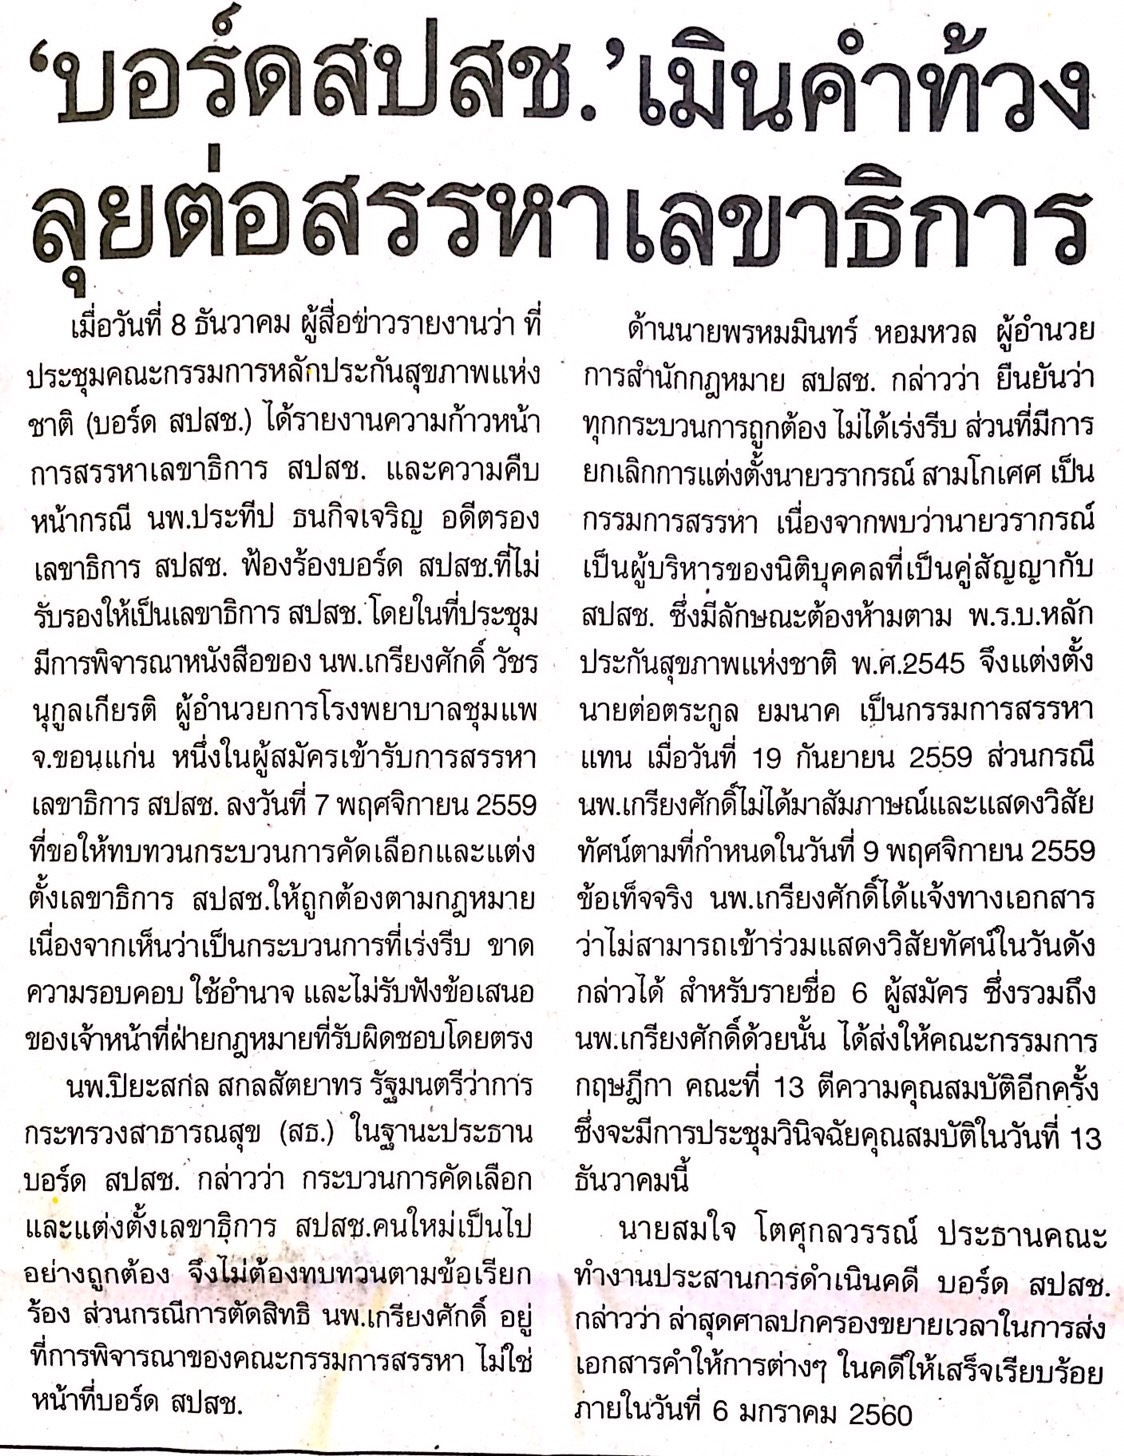 ‘บอร์ดสปสช.’เมินคำท้วง
ลุยต่อสรรหาเลขาธิการ
เมื่อวันที่ 8 ธันวาคม ผู้สื่อข่าวรายงานว่า ที่
ประชุมคณะกรรมการหลักประกันสุขภาพแห่ง
ชาติ (บอร์ด สปสช.) ได้รายงานความก้าวหน้า
การสรรหาเลขาธิการ สปสช. และความคืบ
หน้ากรณี นพ.ประทีป ธนกิจเจริญ อดีตรอง
เลขาธิการ สปสช. ฟ้องร้องบอร์ด สปสช.ที่ไม่
รับรองให้เป็นเลขาธิการ สปสช. โดยในที่ประชุม
มีการพิจารณาหนังสือของ นพ.เกรียงศักดิ์ วัชร
นุกูลเกียรติ ผู้อำนวยการโรงพยาบาลชุมแพ
จ.ขอนแก่น หนึ่งในผู้สมัครเข้ารับการสรรหา
เลขาธิการ สปสช. ลงวันที่ 7 พฤศจิกายน 2559
ที่ขอให้ทบทวนกระบวนการคัดเลือกและแต่ง
ตั้งเลขาธิการ สปสช.ให้ถูกต้องตามกฎหมาย
เนื่องจากเห็นว่าเป็นกระบวนการที่เร่งรีบ ขาด
ความรอบคอบ ใช้อำนาจ และไม่รับฟังข้อเสนอ
ของเจ้าหน้าที่ฝ่ายกฎหมายที่รับผิดชอบโดยตรง
นพ.ปิยะสกล สกลสัตยาทร รัฐมนตรีว่าการ
กระทรวงสาธารณสุข (สธ.) ในฐานะประธาน
บอร์ด สปสช. กล่าวว่า กระบวนการคัดเลือก
และแต่งตั้งเลขาธิการ สปสช.คนใหม่เป็นไป
อย่างถูกต้อง จึงไม่ต้องทบทวนตามข้อเรียก
ร้อง ส่วนกรณีการตัดสิทธิ นพ.เกรียงศักดิ์ อยู่
ที่การพิจารณาของคณะกรรมการสรรหา ไม่ใช่
หน้าที่บอร์ด สปสช.
ด้านนายพรหมมินทร์ หอมหวล ผู้อำนวย
การสำนักกฎหมาย สปสช. กล่าวว่า ยืนยันว่า
ทุกกระบวนการถูกต้อง ไม่ได้เร่งรีบ ส่วนที่มีการ
ยกเลิกการแต่งตั้งนายวรากรณ์ สามโกเศศ เป็น
กรรมการสรรหา เนื่องจากพบว่านายวรากรณ์
เป็นผู้บริหารของนิติบุคคลที่เป็นคู่สัญญากับ
สปสช. ซึ่งมีลักษณะต้องห้ามตาม พ.ร.บ.หลัก
ประกันสุขภาพแห่งชาติ พ.ศ.2545 จึงแต่งตั้ง
นายต่อตระกูล ยมนาค เป็นกรรมการสรรหา
แทน เมื่อวันที่ 19 กันยายน 2559 ส่วนกรณี
นพ.เกรียงศักดิ์ไม่ได้มาสัมภาษณ์และแสดงวิสัย
ทัศน์ตามที่กำหนดในวันที่ 9 พฤศจิกายน 2559
ข้อเท็จจริง นพ.เกรียงศักดิ์ได้แจ้งทางเอกสาร
ว่าไม่สามารถเข้าร่วมแสดงวิสัยทัศน์ในวันดัง
กล่าวได้ สำหรับรายชื่อ 6 ผู้สมัคร ซึ่งรวมถึง
นพ.เกรียงศักดิ์ด้วยนั้น ได้ส่งให้คณะกรรมการ
กฤษฎีกา คณะที่ 13 ตีความคุณสมบัติอีกครั้ง
ซึ่งจะมีการประชุมวินิจฉัยคุณสมบัติในวันที่ 13
ธันวาคมนี้
นายสมใจ โตศุกลวรรณ์ ประธานคณะ
ทำงานประสานการดำเนินคดี บอร์ด สปสช.
กล่าวว่า ล่าสุดศาลปกครองขยายเวลาในการส่ง
เอกสารคำให้การต่างๆ ในคดีให้เสร็จเรียบร้อย
ภายในวันที่ 6 มกราคม 2560